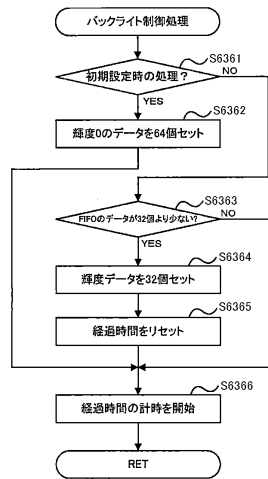 バックライト制御処理
S6361
初期設定時の処理？
NO
YES
S6362
輝度0のデータを64個セット
S6363
FIFOのデータが32個より少ない?
NO
YES
S6364
輝度データを32個セット
S6365
経過時間をリセット
S6366
経過時間の計時を開始
RET